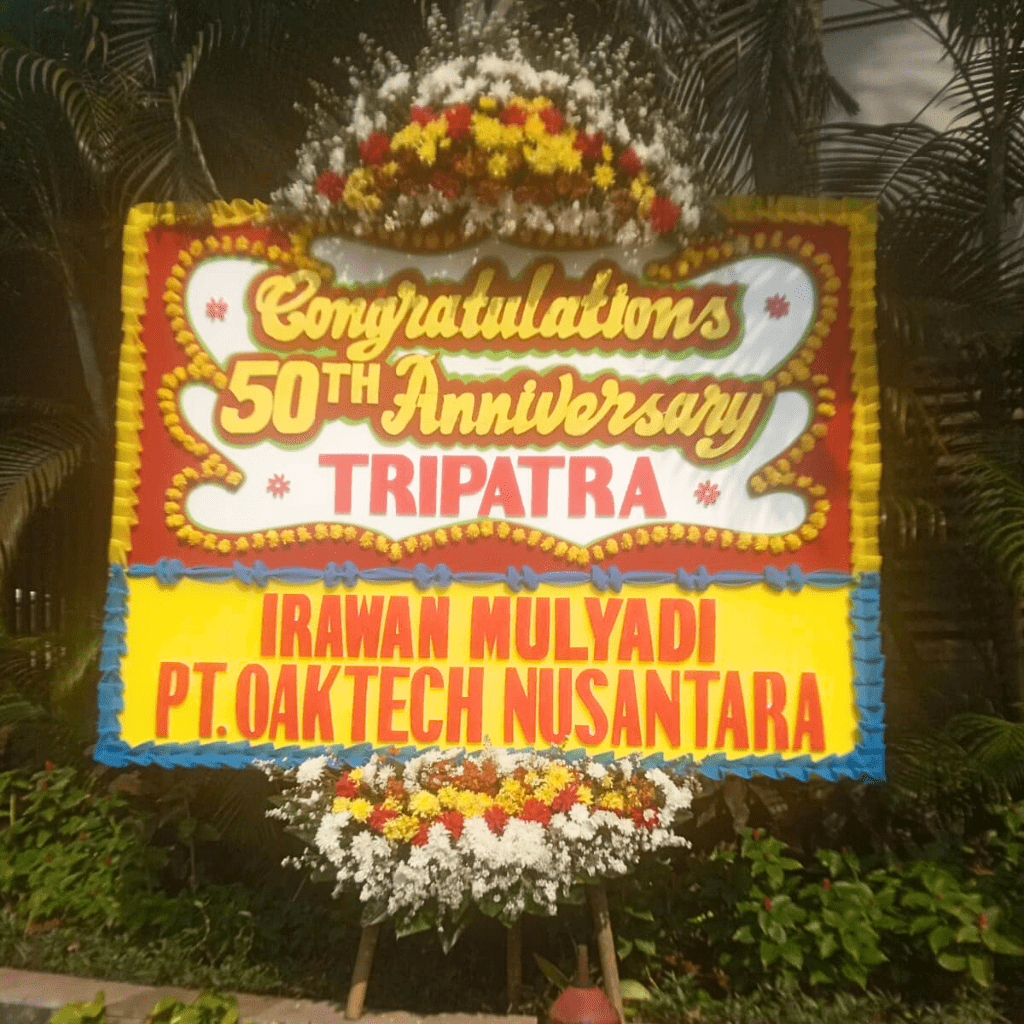 Congratulations
50TH Anniversary
TRIPATRA
IRAWAN MULYADI
PT. OAKTECH NUSANTARA